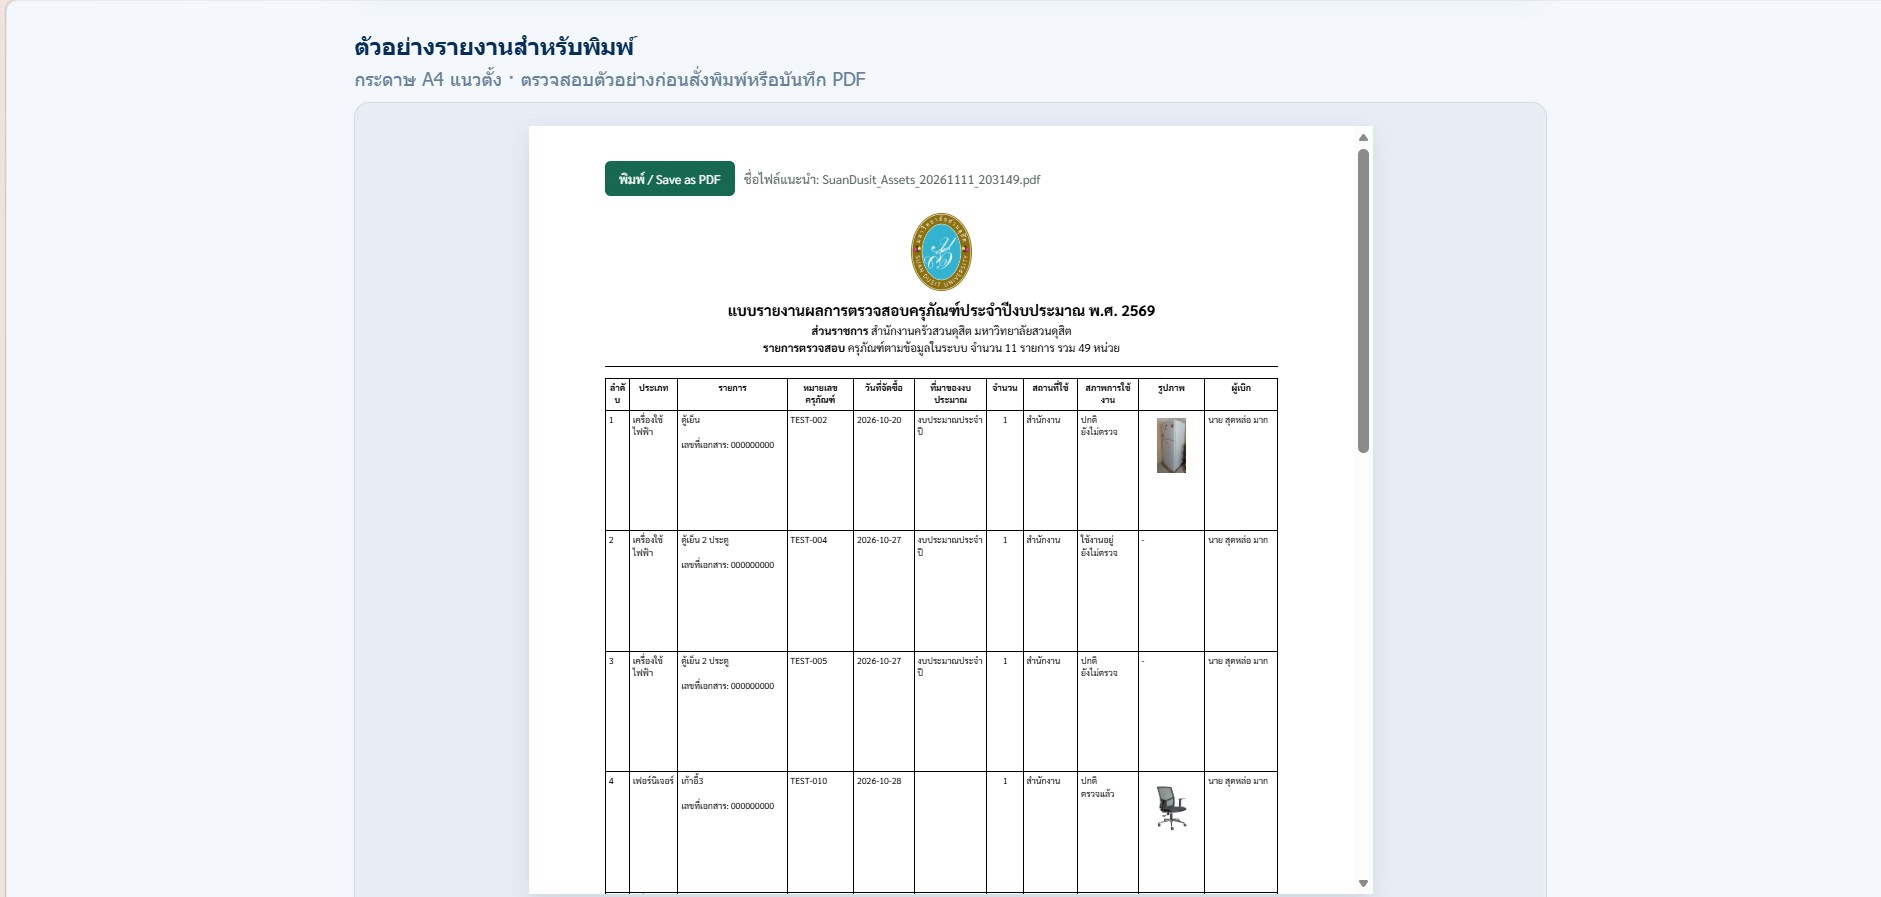 ตัวอย่างรายงานสำหรับพิมพ์
กระดาษ A4 แนวตั้ง · ตรวจสอบตัวอย่างก่อนสั่งพิมพ์หรือบันทึก PDF
พิมพ์ / Save as PDF ชื่อไฟล์แนะนำ: SuanDusit_Assets_20261111_203149.pdf
SUAN DUSIT UNIVERSITY
แบบรายงานผลการตรวจสอบครุภัณฑ์ประจำปีงบประมาณ พ.ศ. 2569
ส่วนราชการ สำนักงานครัวสวนดุสิต มหาวิทยาลัยสวนดุสิต
รายการตรวจสอบ ครุภัณฑ์ตามข้อมูลในระบบ จำนวน 11 รายการ รวม 49 หน่วย
ลำดับ ประเภท รายการ หมายเลขครุภัณฑ์ วันที่จัดซื้อ ที่มาของงบประมาณ จำนวน สถานที่ใช้ สภาพการใช้งาน รูปภาพ ผู้เบิก
1 เครื่องใช้ไฟฟ้า ตู้เย็น TEST-002 2026-10-20 งบประมาณประจำปี 1 สำนักงาน ปกติ ยังไม่ตรวจ นาย สุดหล่อ มาก
เลขที่เอกสาร: 000000000
2 เครื่องใช้ไฟฟ้า ตู้เย็น 2 ประตู TEST-004 2026-10-27 งบประมาณประจำปี 1 สำนักงาน ใช้งานอยู่ ยังไม่ตรวจ - นาย สุดหล่อ มาก
เลขที่เอกสาร: 000000000
3 เครื่องใช้ไฟฟ้า ตู้เย็น 2 ประตู TEST-005 2026-10-27 งบประมาณประจำปี 1 สำนักงาน ปกติ ยังไม่ตรวจ - นาย สุดหล่อ มาก
เลขที่เอกสาร: 000000000
4 เฟอร์นิเจอร์ เก้าอี้3 TEST-010 2026-10-28 1 สำนักงาน ปกติ ตรวจแล้ว นาย สุดหล่อ มาก
เลขที่เอกสาร: 000000000